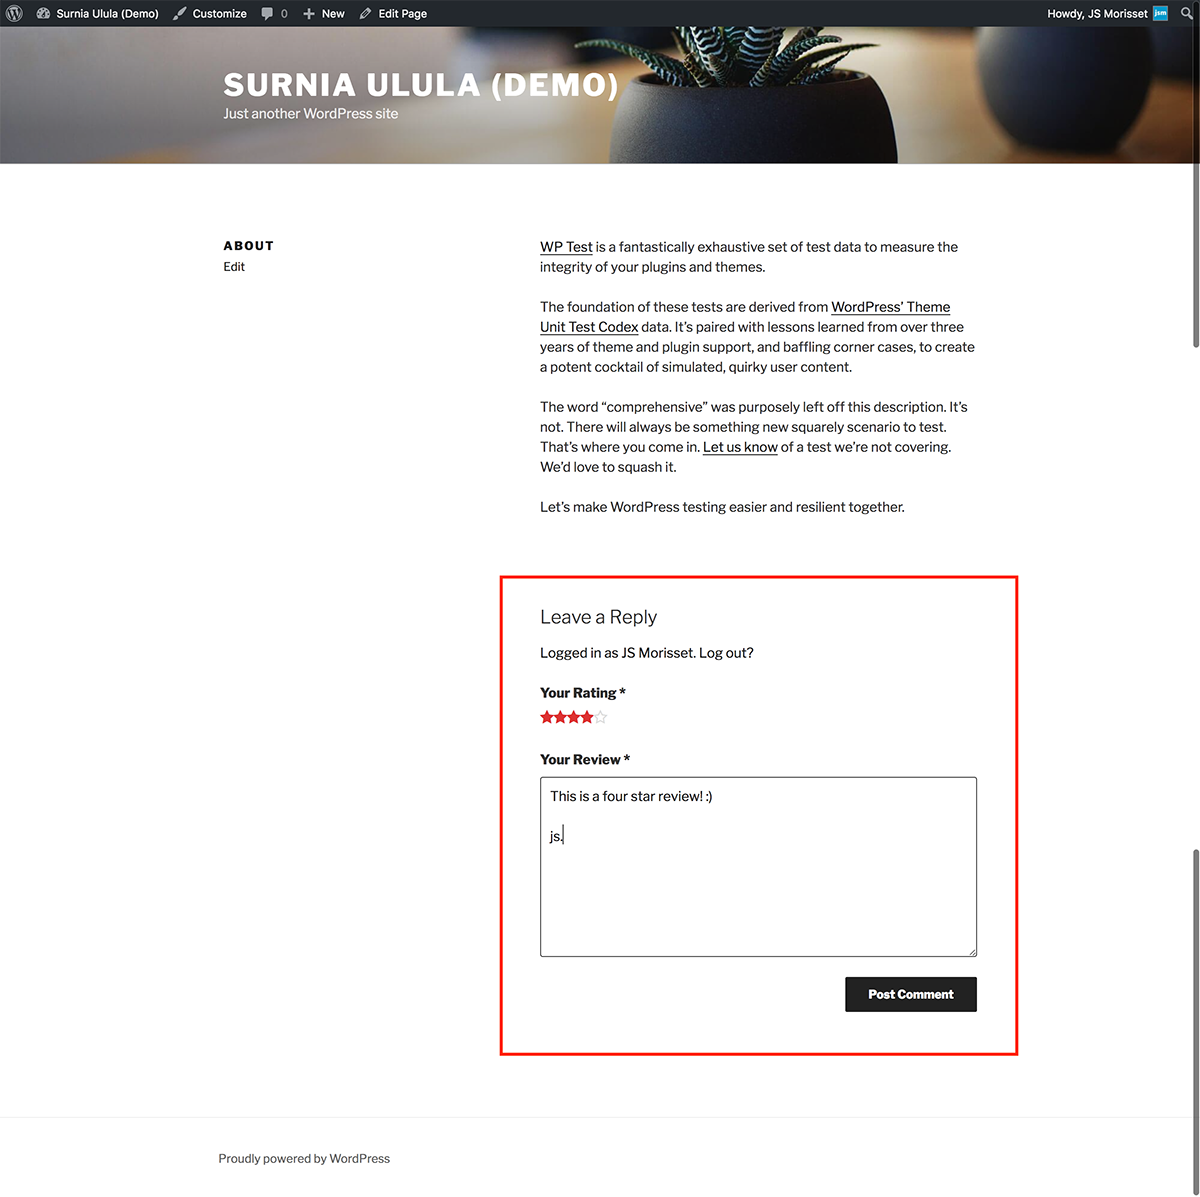 Surnia Ulula (Demo) Customize 0 New Edit Page Howdy, JS Morisset jsm
SURNIA ULULA (DEMO)
Just another WordPress site
ABOUT
Edit
WP Test is a fantastically exhaustive set of test data to measure the
integrity of your plugins and themes.
The foundation of these tests are derived from WordPress’ Theme
Unit Test Codex data. It’s paired with lessons learned from over three
years of theme and plugin support, and baffling corner cases, to create
a potent cocktail of simulated, quirky user content.
The word “comprehensive” was purposely left off this description. It’s
not. There will always be something new squarely scenario to test.
That’s where you come in. Let us know of a test we’re not covering.
We’d love to squash it.
Let’s make WordPress testing easier and resilient together.
Leave a Reply
Logged in as JS Morisset. Log out?
Your Rating *
Your Review *
This is a four star review! :)
js.
Post Comment
Proudly powered by WordPress